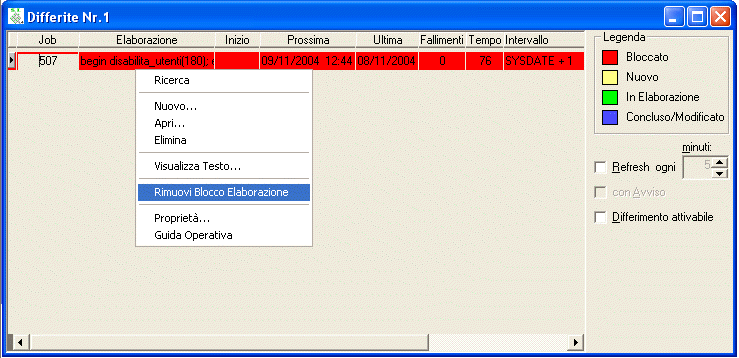 Differite Nr.1
Job Elaborazione Inizio Prossima Ultima Fallimenti Tempo Intervallo
507 begin disabilita_utenti(180); e 09/11/2004 12:44 08/11/2004 0 76 SYSDATE + 1
Ricerca
Nuovo...
Apri...
Elimina
Visualizza Testo...
Rimuovi Blocco Elaborazione
Proprietà...
Guida Operativa
Legenda
Bloccato
Nuovo
In Elaborazione
Concluso/Modificato
minuti:
Refresh ogni 5
con Avviso
Differimento attivabile